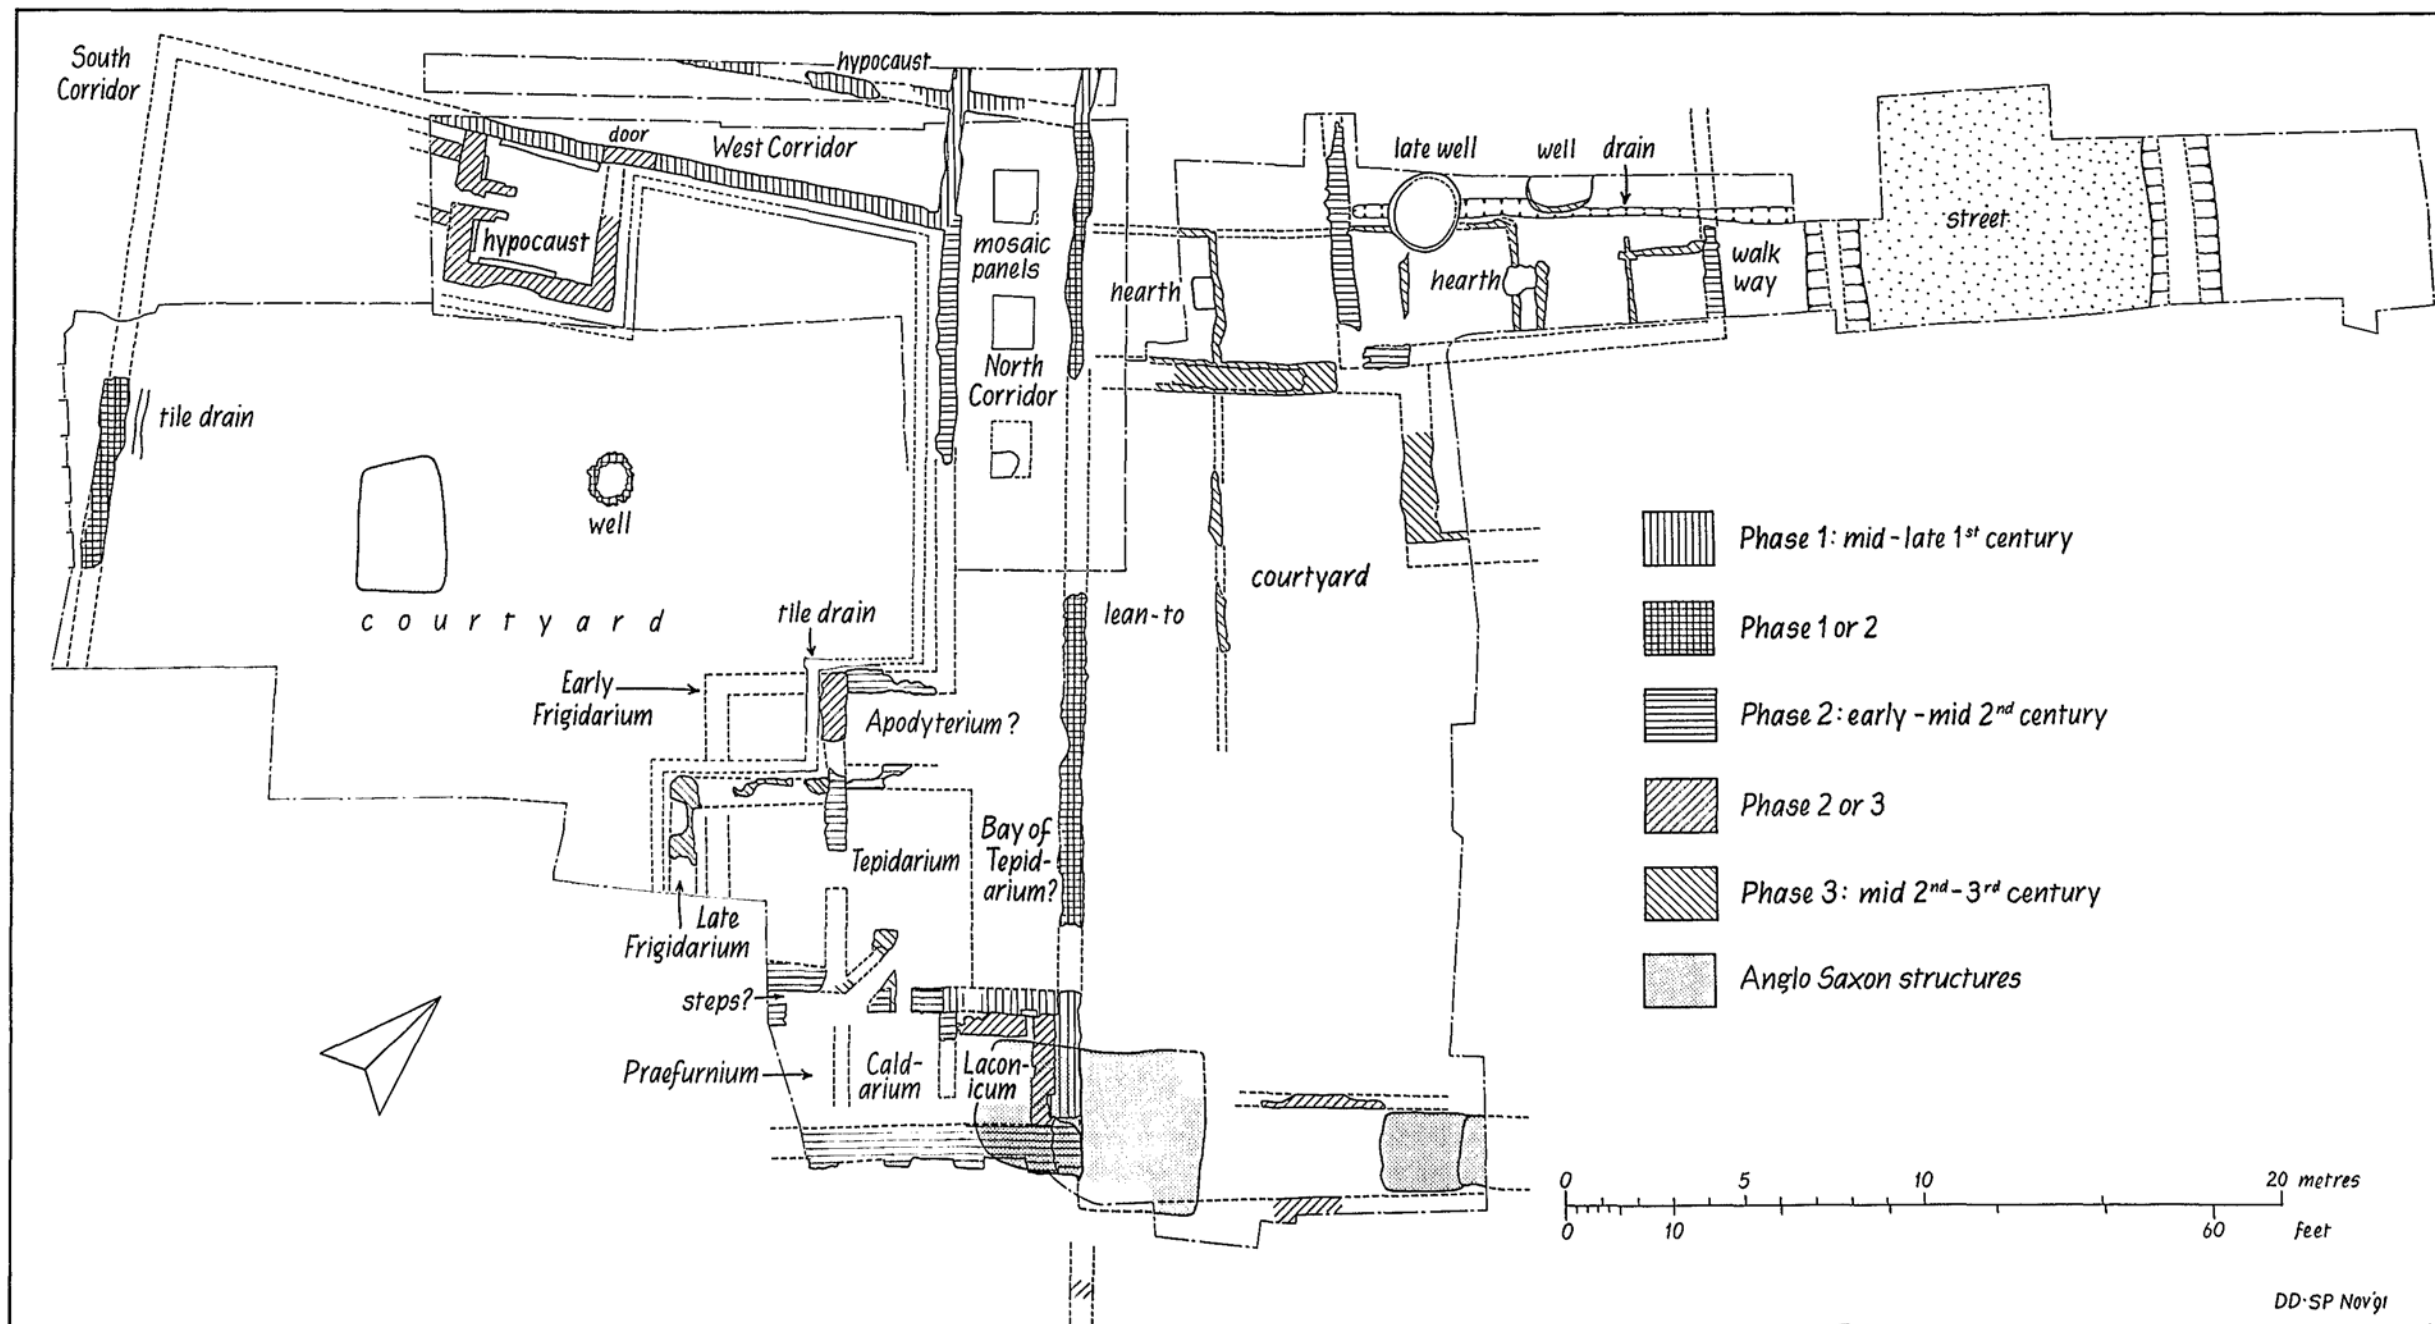 South
Corridor
hypocaust
door
West Corridor
late well
well
drain
street
hypocaust
mosaic
panels
walk
way
hearth
hearth
North
Corridor
tile drain
well
Phase 1: mid-late 1st century
courtyard
courtyard
tile drain
lean-to
Phase 1 or 2
Early
Frigidarium
Apodyterium?
Phase 2: early-mid 2nd century
Phase 2 or 3
Tepidarium
Bay of
Tepid-
arium?
Late
Frigidarium
Phase 3: mid 2nd-3rd century
steps?
Anglo Saxon structures
Praefurnium
Cald-
arium
Lacon-
icum
0 5 10 20 metres
0 10 60 feet
DD·SP Nov'91